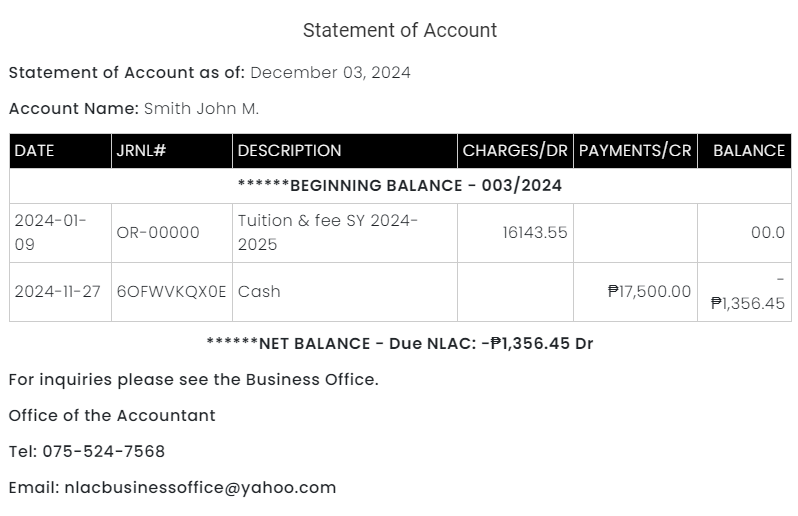 Statement of Account
Statement of Account as of: December 03, 2024
Account Name: Smith John M.
DATE JRNL# DESCRIPTION CHARGES/DR PAYMENTS/CR BALANCE
******BEGINNING BALANCE - 003/2024
2024-01-
09 OR-00000 Tuition & fee SY 2024-
2025 16143.55 00.0
2024-11-27 6OFWVKQX0E Cash ₱17,500.00 -
₱1,356.45
******NET BALANCE - Due NLAC: -₱1,356.45 Dr
For inquiries please see the Business Office.
Office of the Accountant
Tel: 075-524-7568
Email: nlacbusinessoffice@yahoo.com